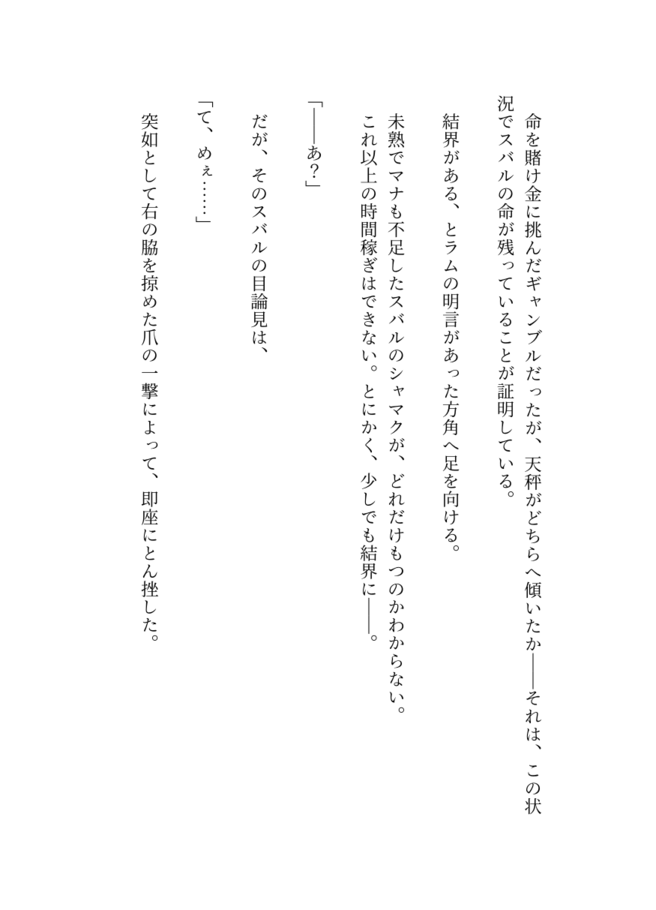 命を賭け金に挑んだギャンブルだったが、天秤がどちらへ傾いたか――それは、この状
況でスバルの命が残っていることが証明している。
結界がある、とラムの明言があった方角へ足を向ける。
未熟でマナも不足したスバルのシャマクが、どれだけもつのかわからない。
これ以上の時間稼ぎはできない。とにかく、少しでも結界に――。
「――あ？」
だが、そのスバルの目論見は、
「て、めぇ……」
突如として右の脇を掠めた爪の一撃によって、即座にとん挫した。